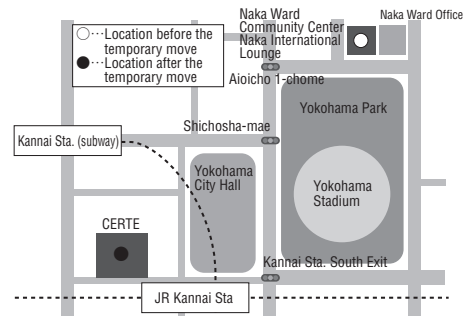 ○…Location before the
temporary move
●…Location after the
temporary move
Naka Ward
Community Center
Naka International
Lounge
Naka Ward Office
Aioicho 1-chome
Yokohama Park
Shichosha-mae
Kannai Sta. (subway)
Yokohama
City Hall
Yokohama
Stadium
CERTE
Kannai Sta. South Exit
JR Kannai Sta